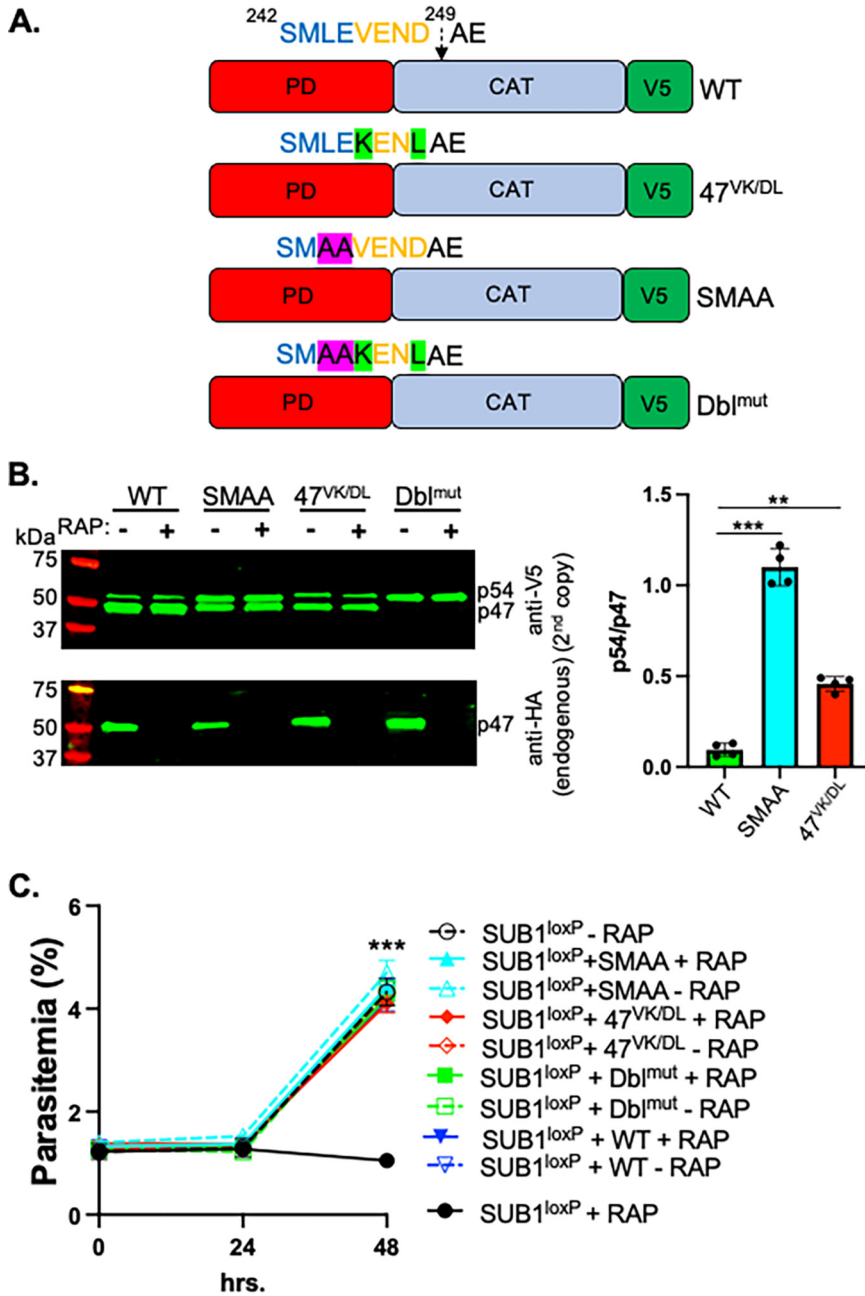 A.
242 249
SMLEVEND AE
PD CAT V5 WT
SMLEKENLAE
PD CAT V5 47VK/DL
SMAAVENDAE
PD CAT V5 SMAA
SMAAKENLAE
PD CAT V5 Dblmut
B.
WT SMAA 47VK/DL Dblmut
kDa RAP: - + - + - + - +
75
50
37
p54
p47
anti-V5
(2nd copy)
75
50
37
p47
anti-HA
(endogenous)
p54/p47
1.5
1.0
0.5
0.0
**
***
WT SMAA 47VK/DL
C.
Parasitemia (%)
6
4
2
0
***
0 24 48
hrs.
SUB1loxP - RAP
SUB1loxP+SMAA + RAP
SUB1loxP+SMAA - RAP
SUB1loxP+ 47VK/DL + RAP
SUB1loxP+ 47VK/DL - RAP
SUB1loxP + Dblmut + RAP
SUB1loxP + Dblmut - RAP
SUB1loxP + WT + RAP
SUB1loxP + WT - RAP
SUB1loxP + RAP